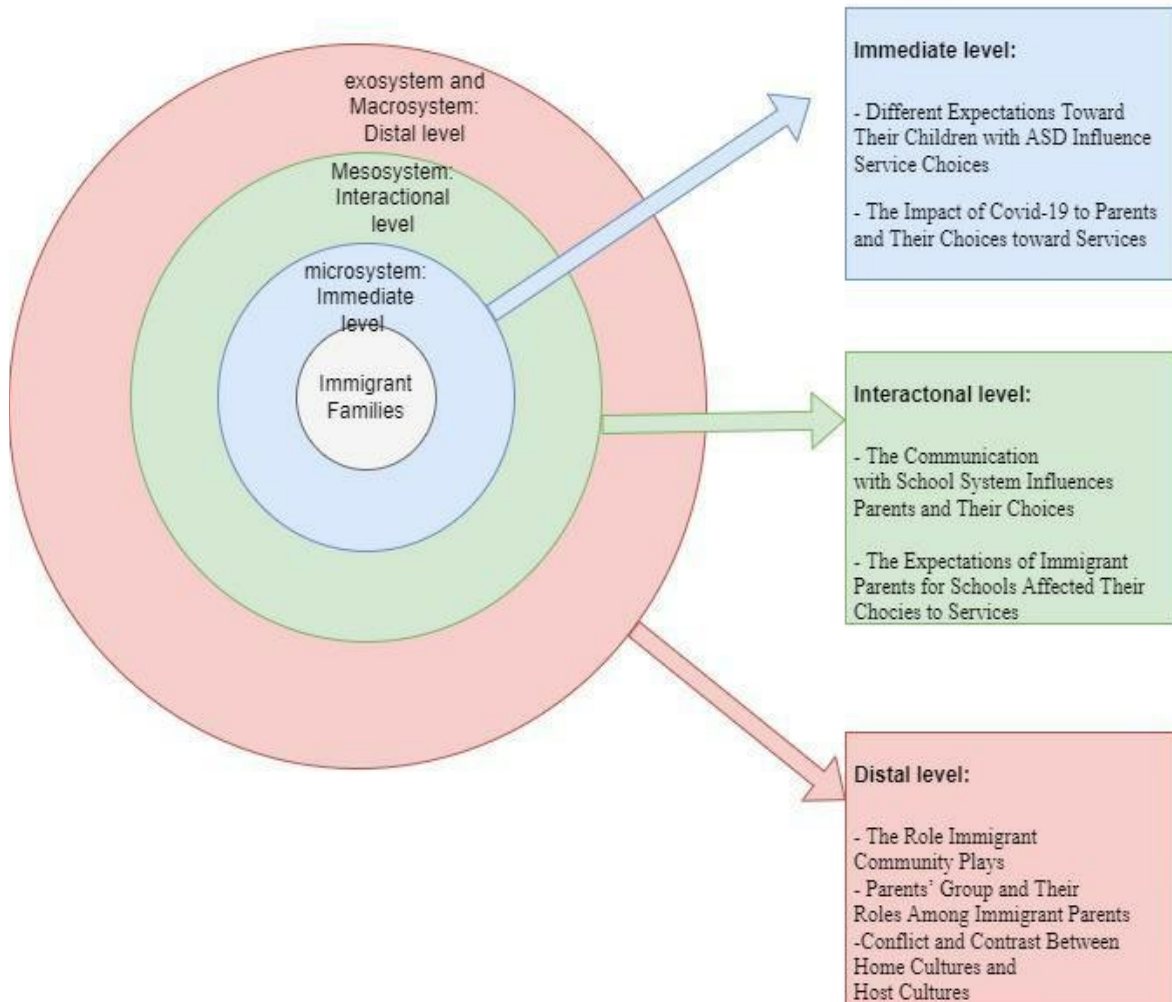 exosystem and
Macrosystem:
Distal level
Mesosystem:
Interactional
level
microsystem:
Immediate
level
Immigrant
Families
Immediate level:
- Different Expectations Toward
Their Children with ASD Influence
Service Choices
- The Impact of Covid-19 to Parents
and Their Choices toward Services
Interactonal level:
- The Communication
with School System Influences
Parents and Their Choices
- The Expectations of Immigrant
Parents for Schools Affected Their
Chocies to Services
Distal level:
- The Role Immigrant
Community Plays
- Parents’ Group and Their
Roles Among Immigrant Parents
-Conflict and Contrast Between
Home Cultures and
Host Cultures